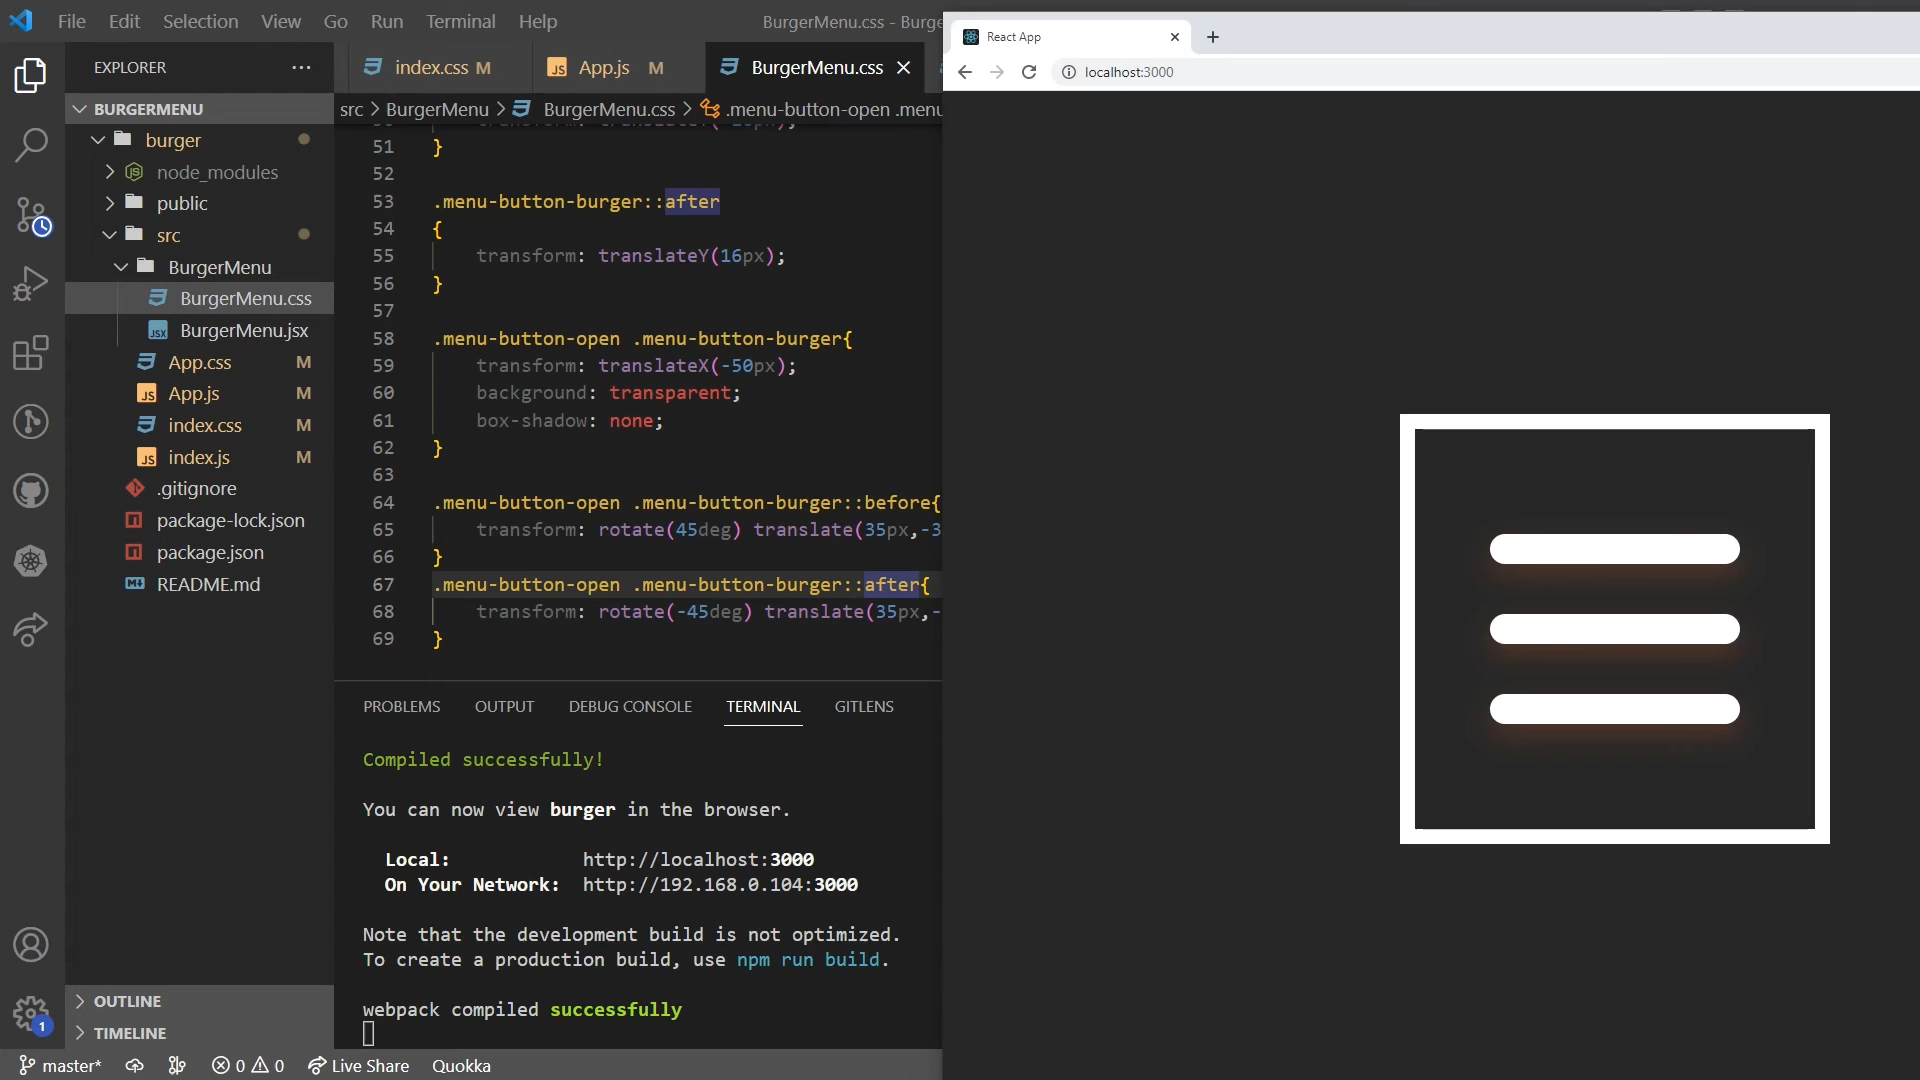 File Edit Selection View Go Run Terminal Help
BurgerMenu.css - Burge
EXPLORER
BURGERMENU
burger
node_modules
public
src
BurgerMenu
BurgerMenu.css
BurgerMenu.jsx
App.css M
App.js M
index.css M
index.js M
.gitignore
package-lock.json
package.json
README.md
OUTLINE
TIMELINE
index.css M
App.js M
BurgerMenu.css
src > BurgerMenu > BurgerMenu.css > .menu-button-open .menu
51 }
52
53 .menu-button-burger::after
54 {
55 transform: translateY(16px);
56 }
57
58 .menu-button-open .menu-button-burger{
59 transform: translateX(-50px);
60 background: transparent;
61 box-shadow: none;
62 }
63
64 .menu-button-open .menu-button-burger::before{
65 transform: rotate(45deg) translate(35px,-3
66 }
67 .menu-button-open .menu-button-burger::after{
68 transform: rotate(-45deg) translate(35px,-
69 }
PROBLEMS OUTPUT DEBUG CONSOLE TERMINAL GITLENS
Compiled successfully!
You can now view burger in the browser.
Local: http://localhost:3000
On Your Network: http://192.168.0.104:3000
Note that the development build is not optimized.
To create a production build, use npm run build.
webpack compiled successfully
1
master* 0 0 Live Share Quokka
React App
localhost:3000